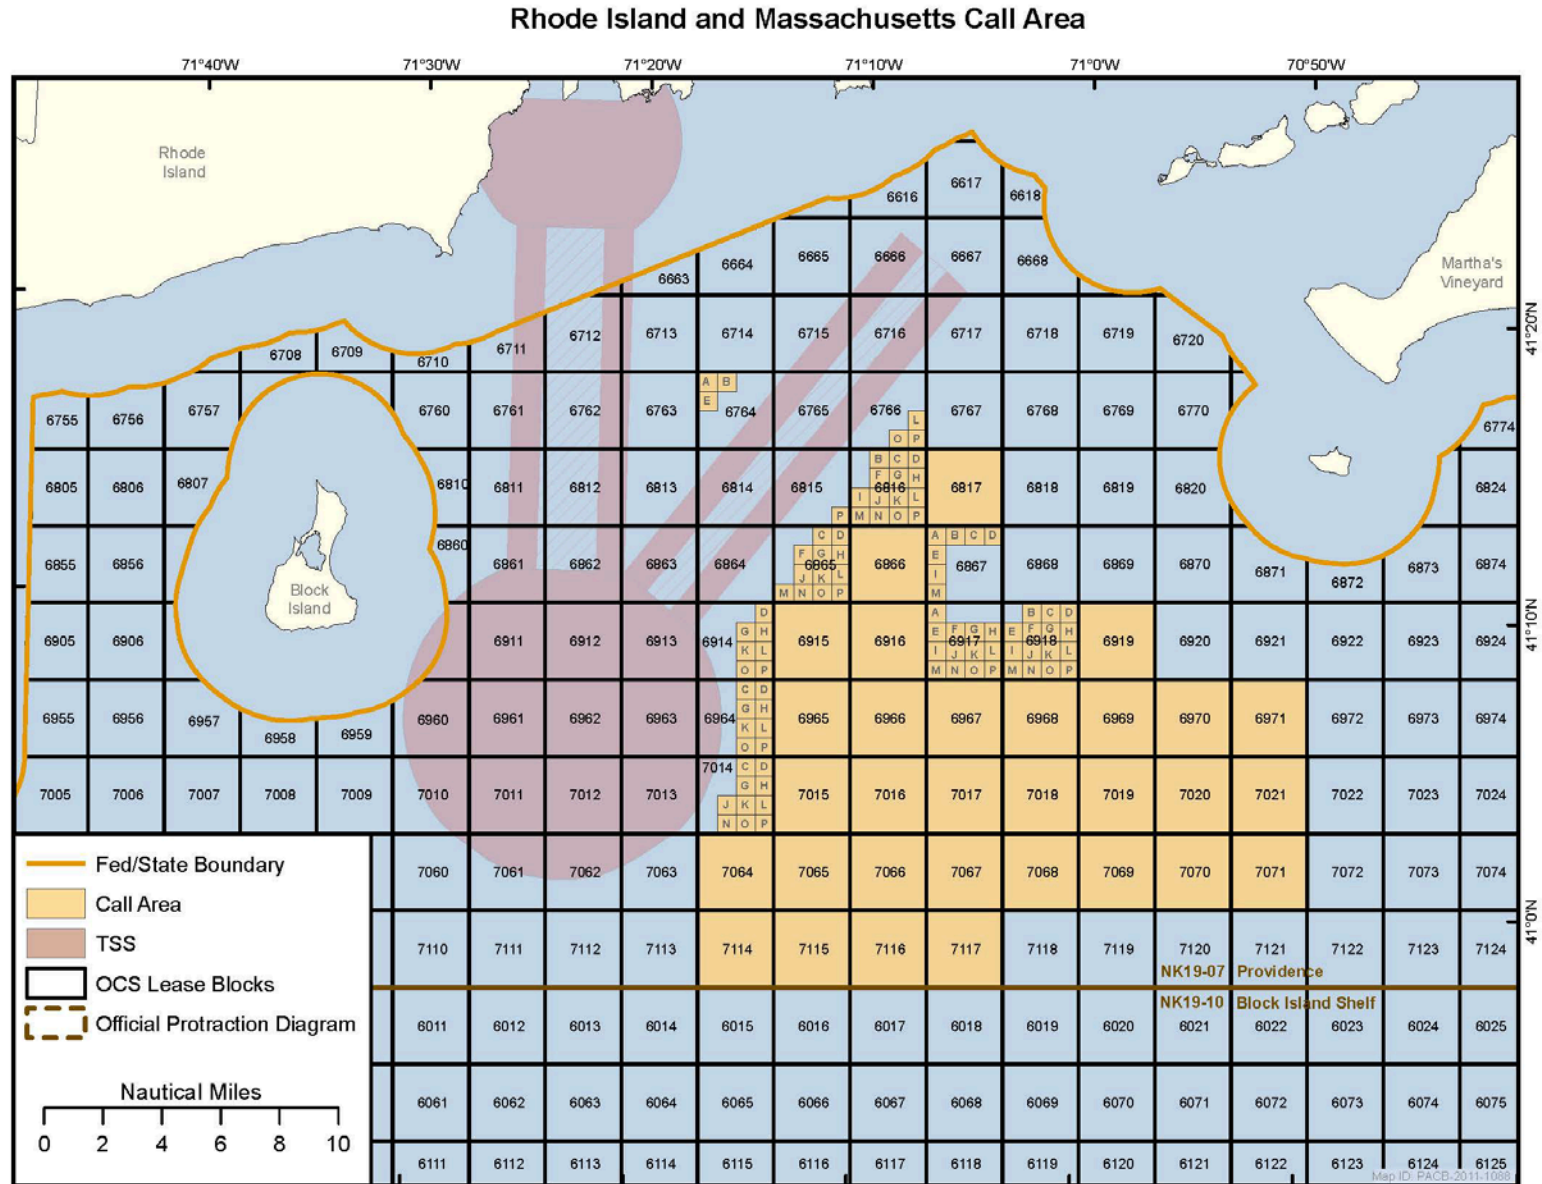 Rhode Island and Massachusetts Call Area
71°40'W 71°30'W 71°20'W 71°10'W 71°0'W 70°50'W
Rhode
Island
Martha's
Vineyard
41°20'N
41°10'N
41°0'N
6616 6617 6618
6663 6664 6665 6666 6667 6668
6708 6709 6710 6711 6712 6713 6714 6715 6716 6717 6718 6719 6720
A B
E
6755 6756 6757 6760 6761 6762 6763 6764 6765 6766 6767 6768 6769 6770 6774
L
O P
B C D
F G H
6805 6806 6807 6810 6811 6812 6813 6814 6815 6816 6817 6818 6819 6820 6824
I J K L
P M N O P
C D A B C D
F G H E
6855 6856 6860 6861 6862 6863 6864 6865 6866 6867 6868 6869 6870 6871 6872 6873 6874
J K L I
M N O P M
Block
Island
D A B C D
G H E F G H E F G H
6905 6906 6911 6912 6913 6914 6915 6916 6917 6918 6919 6920 6921 6922 6923 6924
K L I J K L I J K L
O P M N O P M N O P
C D
G H
6955 6956 6957 6958 6959 6960 6961 6962 6963 6964 6965 6966 6967 6968 6969 6970 6971 6972 6973 6974
K L
O P
C D
G H
7005 7006 7007 7008 7009 7010 7011 7012 7013 7014 7015 7016 7017 7018 7019 7020 7021 7022 7023 7024
J K L
N O P
7060 7061 7062 7063 7064 7065 7066 7067 7068 7069 7070 7071 7072 7073 7074
7110 7111 7112 7113 7114 7115 7116 7117 7118 7119 7120 7121 7122 7123 7124
NK19-07 Providence
NK19-10 Block Island Shelf
6011 6012 6013 6014 6015 6016 6017 6018 6019 6020 6021 6022 6023 6024 6025
6061 6062 6063 6064 6065 6066 6067 6068 6069 6070 6071 6072 6073 6074 6075
6111 6112 6113 6114 6115 6116 6117 6118 6119 6120 6121 6122 6123 6124 6125
Fed/State Boundary
Call Area
TSS
OCS Lease Blocks
Official Protraction Diagram
Nautical Miles
0 2 4 6 8 10
Map ID: PACB-2011-1088